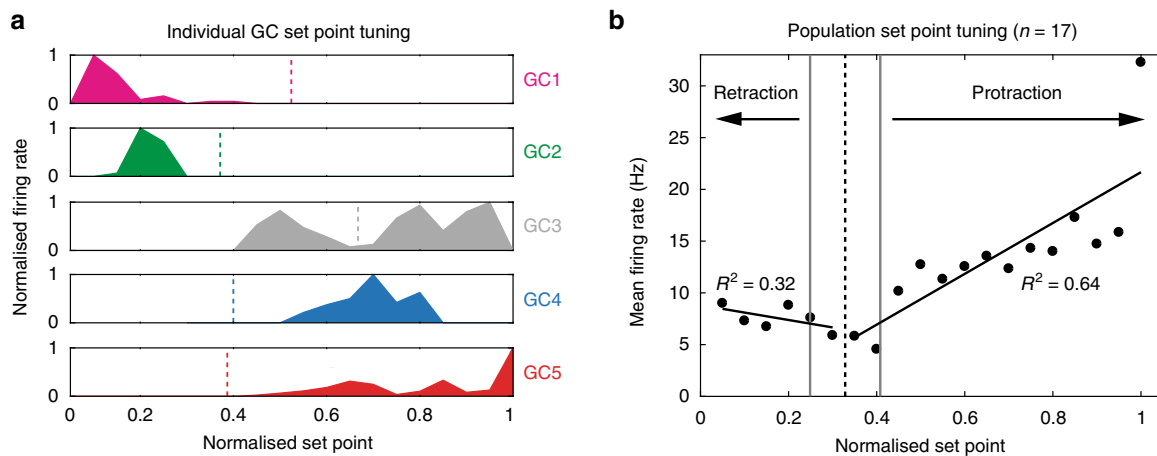 a
Individual GC set point tuning
Normalised firing rate
1
0
GC1
1
0
GC2
1
0
GC3
1
0
GC4
1
0
GC5
0 0.2 0.4 0.6 0.8 1
Normalised set point
b
Population set point tuning (n = 17)
Mean firing rate (Hz)
30
25
20
15
10
5
0
Retraction
Protraction
R² = 0.32
R² = 0.64
0 0.2 0.4 0.6 0.8 1
Normalised set point